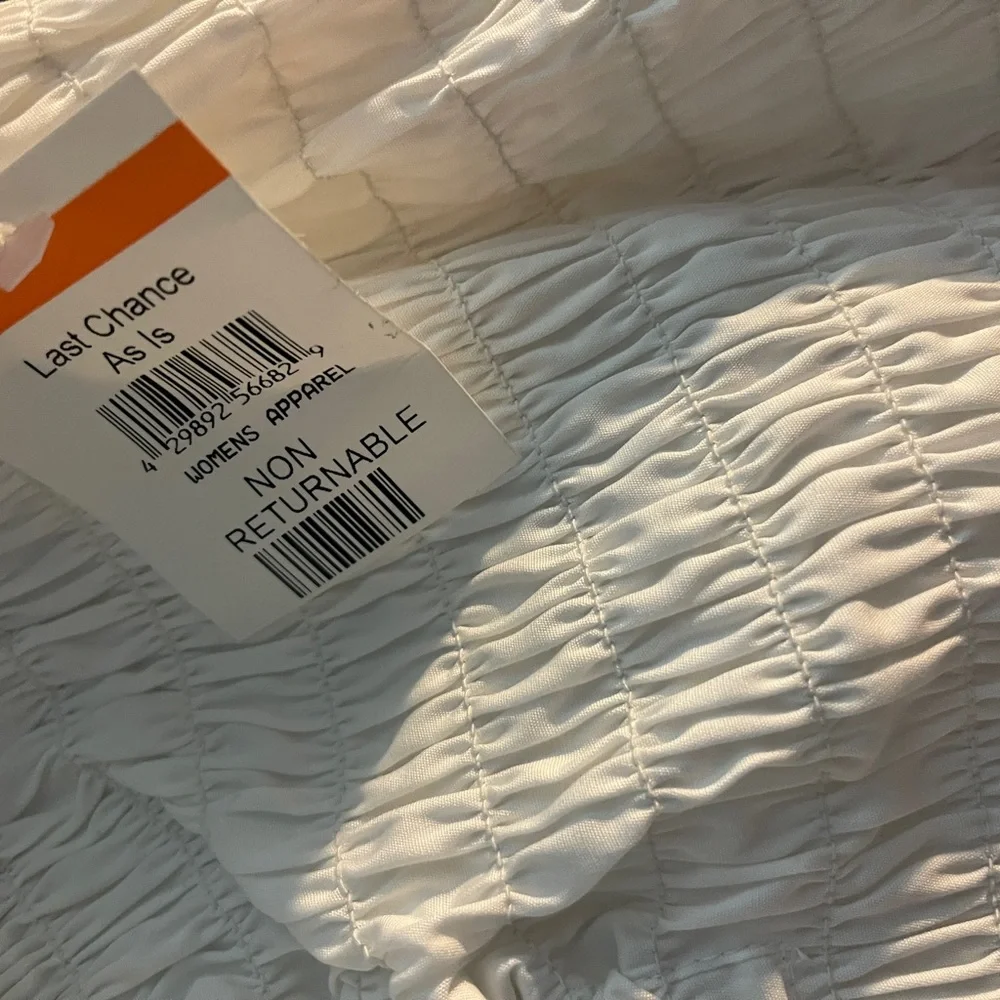 Last Chance
As Is
4 29892 56682 9
WOMENS APPAREL
NON
RETURNABLE